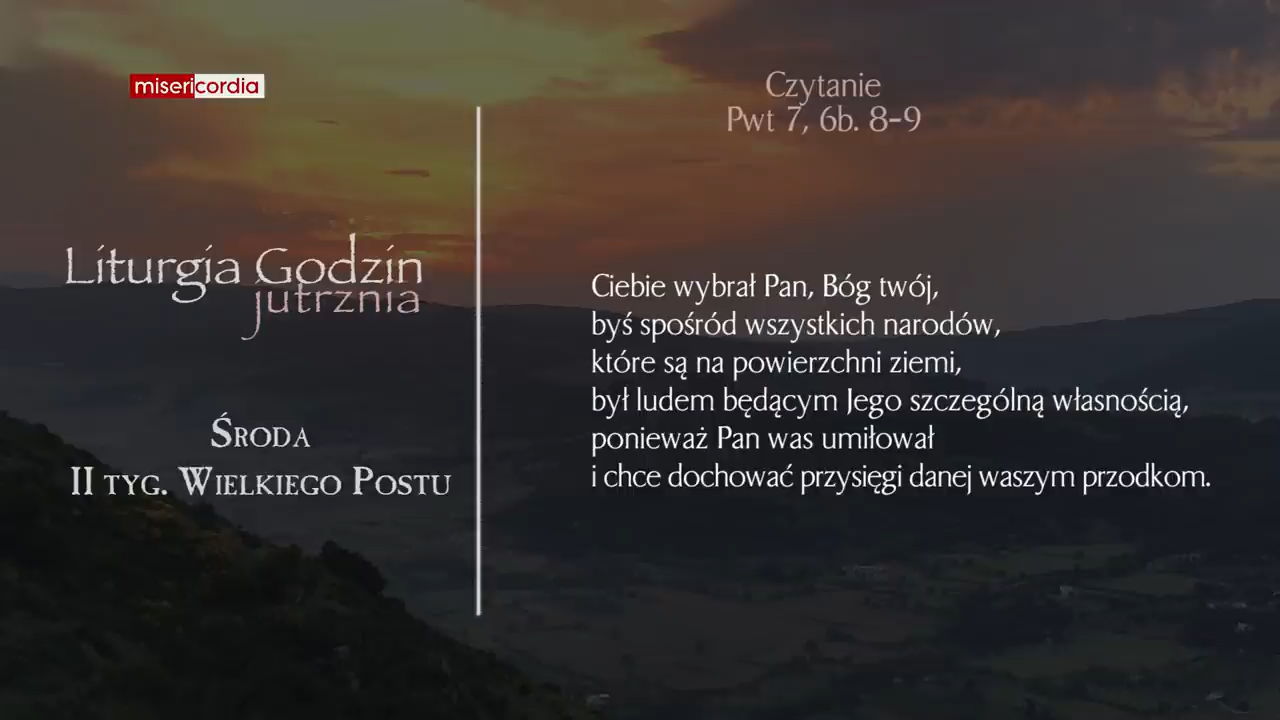 misericordia
Liturgia Godzin
jutrznia
Środa
II tyg. Wielkiego Postu
Czytanie
Pwt 7, 6b. 8-9
Ciebie wybrał Pan, Bóg twój,
byś spośród wszystkich narodów,
które są na powierzchni ziemi,
był ludem będącym Jego szczególną własnością,
ponieważ Pan was umiłował
i chce dochować przysięgi danej waszym przodkom.